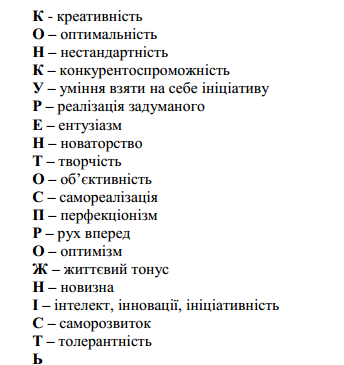 К - креативність
О – оптимальність
Н – нестандартність
К – конкурентоспроможність
У – уміння взяти на себе ініціативу
Р – реалізація задуманого
Е – ентузіазм
Н – новаторство
Т – творчість
О – об’єктивність
С – самореалізація
П – перфекціонізм
Р – рух вперед
О – оптимізм
Ж – життєвий тонус
Н – новизна
І – інтелект, інновації, ініціативність
С – саморозвиток
Т – толерантність
Ь